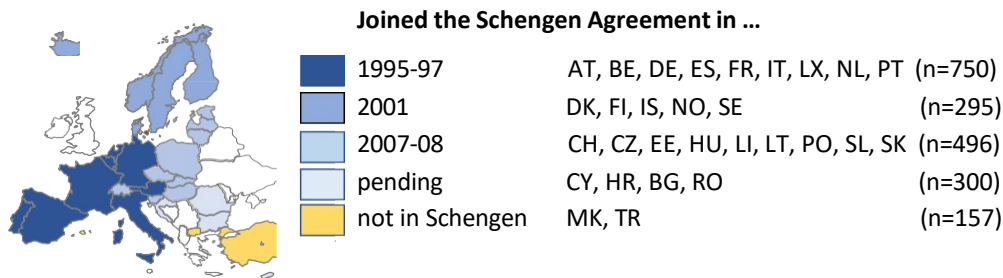 Joined the Schengen Agreement in ...
1995-97 AT, BE, DE, ES, FR, IT, LX, NL, PT (n=750)
2001 DK, FI, IS, NO, SE (n=295)
2007-08 CH, CZ, EE, HU, LI, LT, PO, SL, SK (n=496)
pending CY, HR, BG, RO (n=300)
not in Schengen MK, TR (n=157)